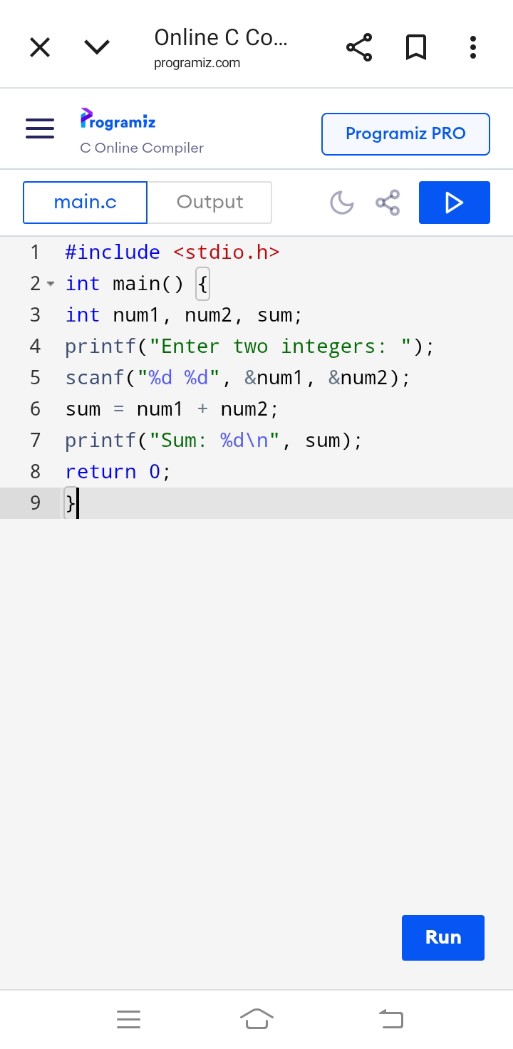 Online C Co...
programiz.com
Programiz
C Online Compiler
Programiz PRO
main.c
Output
1 #include <stdio.h>
2 int main() {
3 int num1, num2, sum;
4 printf("Enter two integers: ");
5 scanf("%d %d", &num1, &num2);
6 sum = num1 + num2;
7 printf("Sum: %d\n", sum);
8 return 0;
9 }
Run